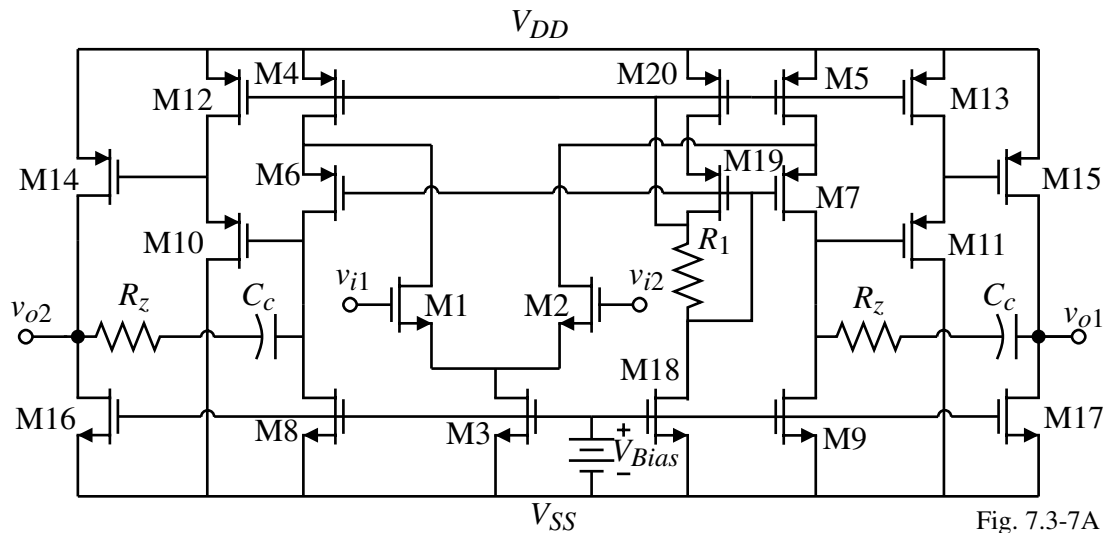 V_DD
M4 M20 M5
M12 M13
M14 M6 M19 M7 M15
M10 R_1 M11
v_i1 v_i2
v_o2 R_z C_c M1 M2 R_z C_c v_o1
M18
M16 M8 M3 + V_Bias – M9 M17
V_SS
Fig. 7.3-7A